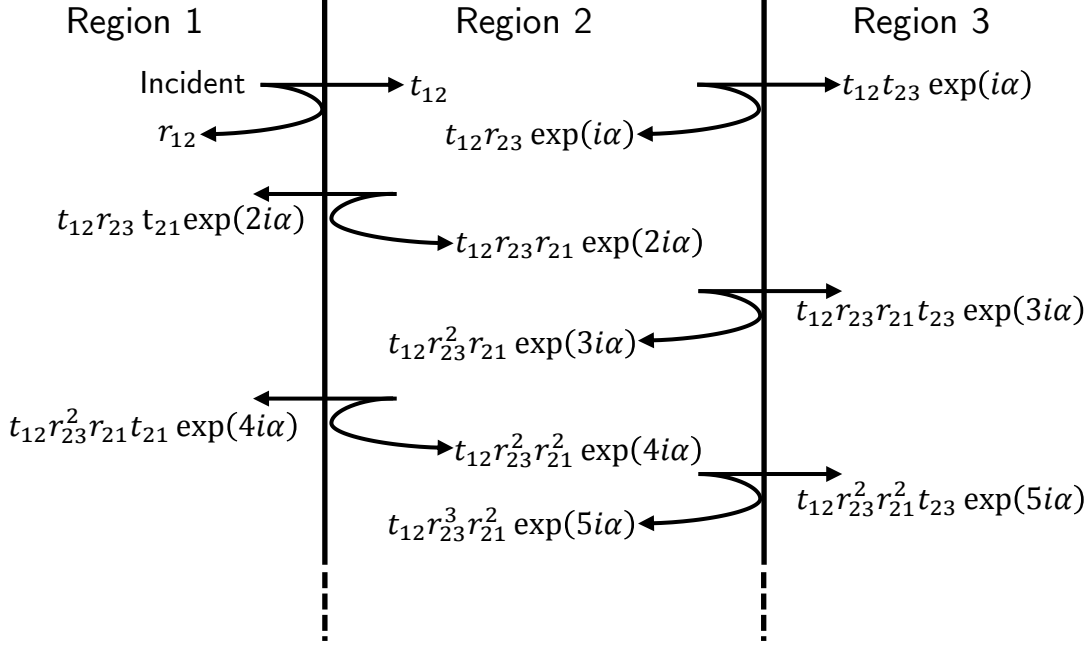 Region 1 Region 2 Region 3
Incident
t₁₂
t₁₂t₂₃ exp(iα)
r₁₂
t₁₂r₂₃ exp(iα)
t₁₂r₂₃ t₂₁exp(2iα)
t₁₂r₂₃r₂₁ exp(2iα)
t₁₂r₂₃r₂₁t₂₃ exp(3iα)
t₁₂r₂₃²r₂₁ exp(3iα)
t₁₂r₂₃²r₂₁t₂₁ exp(4iα)
t₁₂r₂₃²r₂₁² exp(4iα)
t₁₂r₂₃²r₂₁²t₂₃ exp(5iα)
t₁₂r₂₃³r₂₁² exp(5iα)